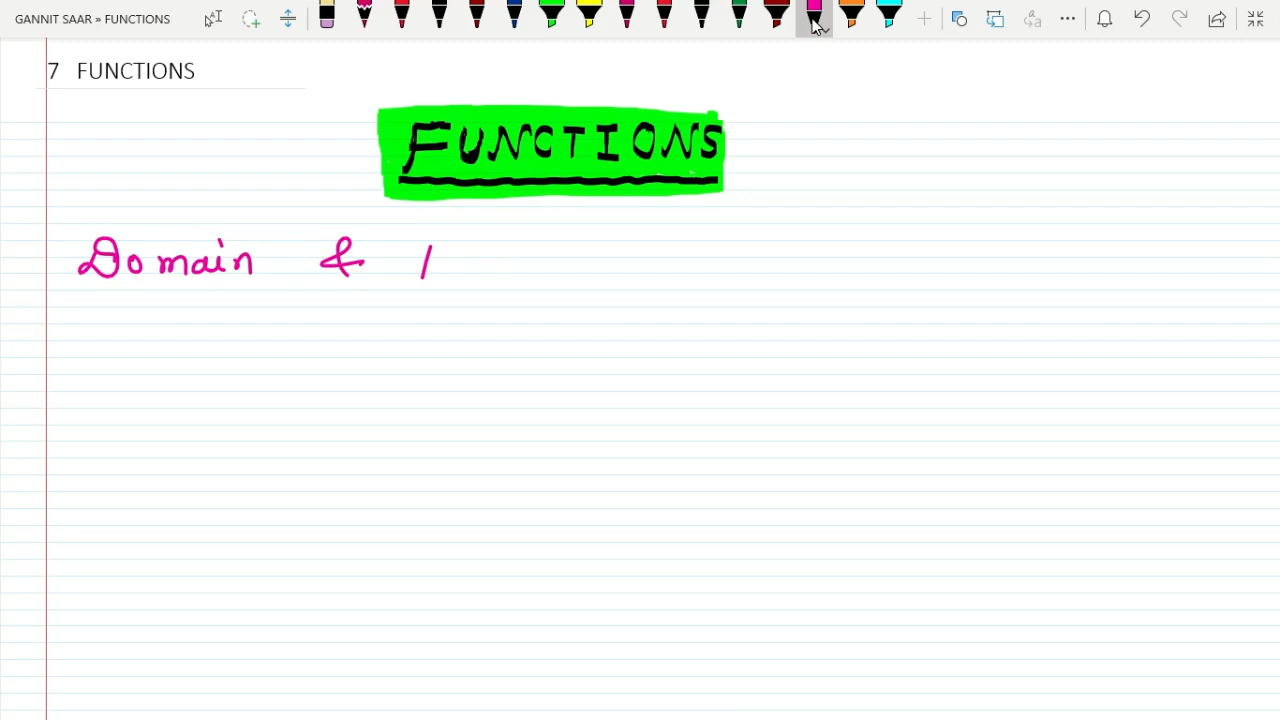 GANNIT SAAR » FUNCTIONS
7 FUNCTIONS
FUNCTIONS
Domain &